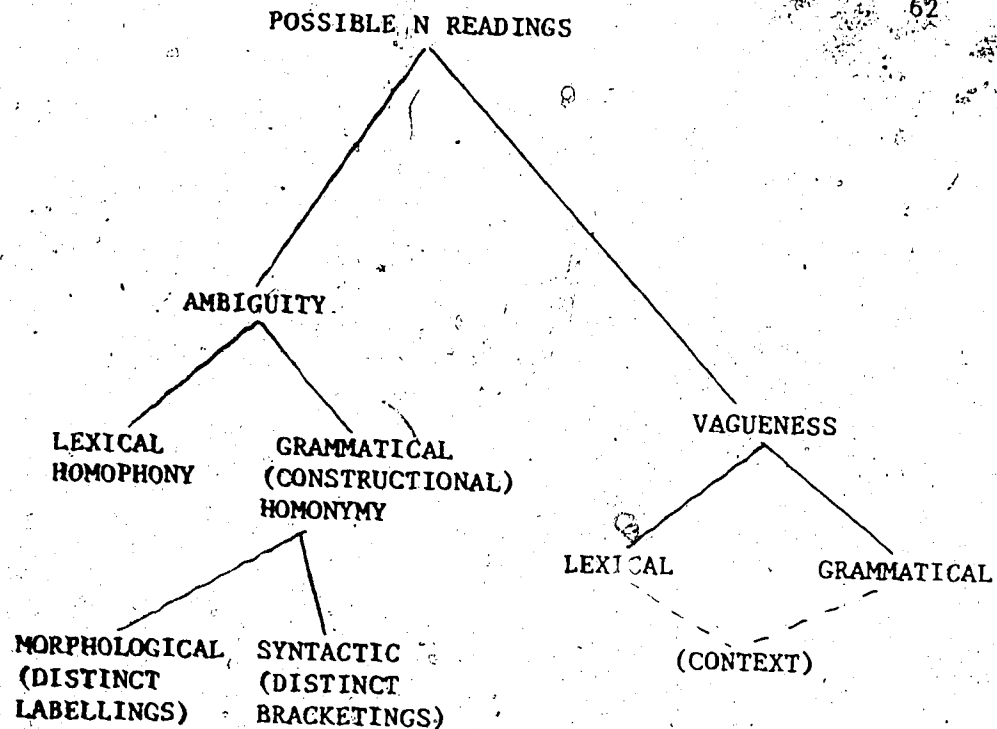 62
POSSIBLE N READINGS
AMBIGUITY
VAGUENESS
LEXICAL
HOMOPHONY
GRAMMATICAL
(CONSTRUCTIONAL)
HOMONYMY
LEXICAL
GRAMMATICAL
MORPHOLOGICAL
(DISTINCT
LABELLINGS)
SYNTACTIC
(DISTINCT
BRACKETINGS)
(CONTEXT)